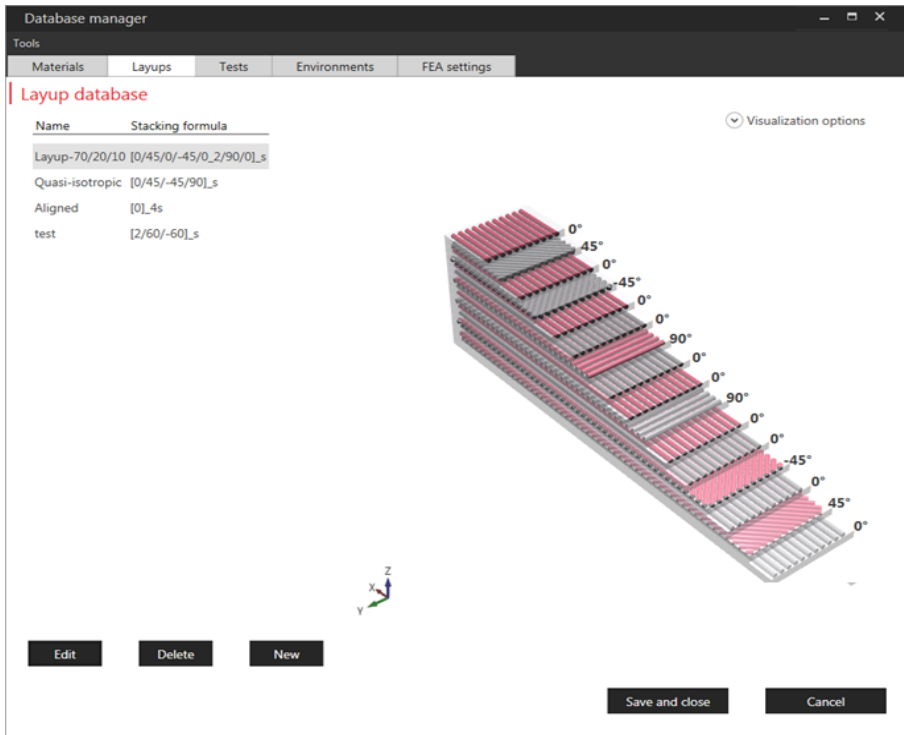 Database manager
Tools
Materials Layups Tests Environments FEA settings
Layup database
Visualization options
Name Stacking formula
Layup-70/20/10 [0/45/0/-45/0_2/90/0]_s
Quasi-isotropic [0/45/-45/90]_s
Aligned [0]_4s
test [2/60/-60]_s
0°
45°
0°
-45°
0°
0°
90°
0°
0°
90°
0°
0°
-45°
0°
45°
0°
Z
X
Y
Edit Delete New
Save and close Cancel